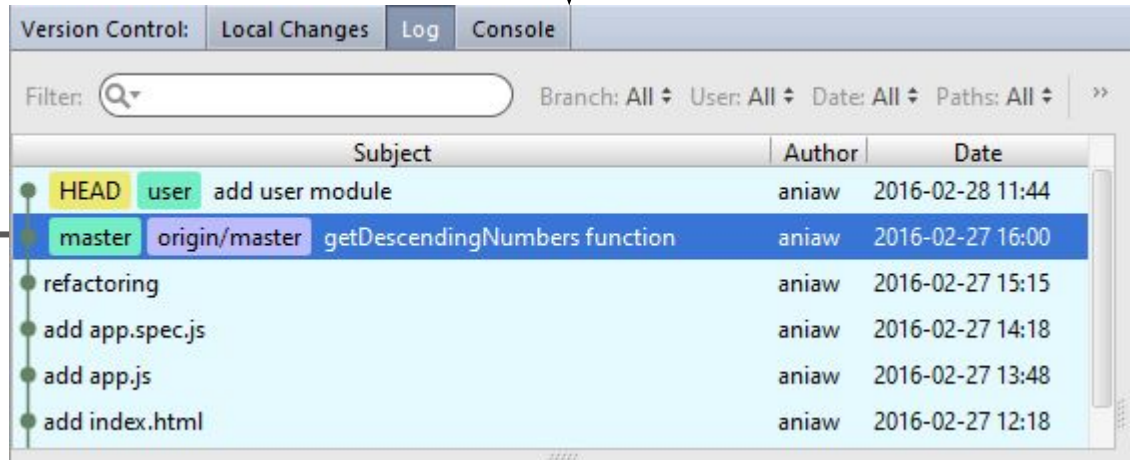 Version Control: Local Changes Log Console
Filter: Branch: All User: All Date: All Paths: All »
Subject Author Date
HEAD user add user module aniaw 2016-02-28 11:44
master origin/master getDescendingNumbers function aniaw 2016-02-27 16:00
refactoring aniaw 2016-02-27 15:15
add app.spec.js aniaw 2016-02-27 14:18
add app.js aniaw 2016-02-27 13:48
add index.html aniaw 2016-02-27 12:18